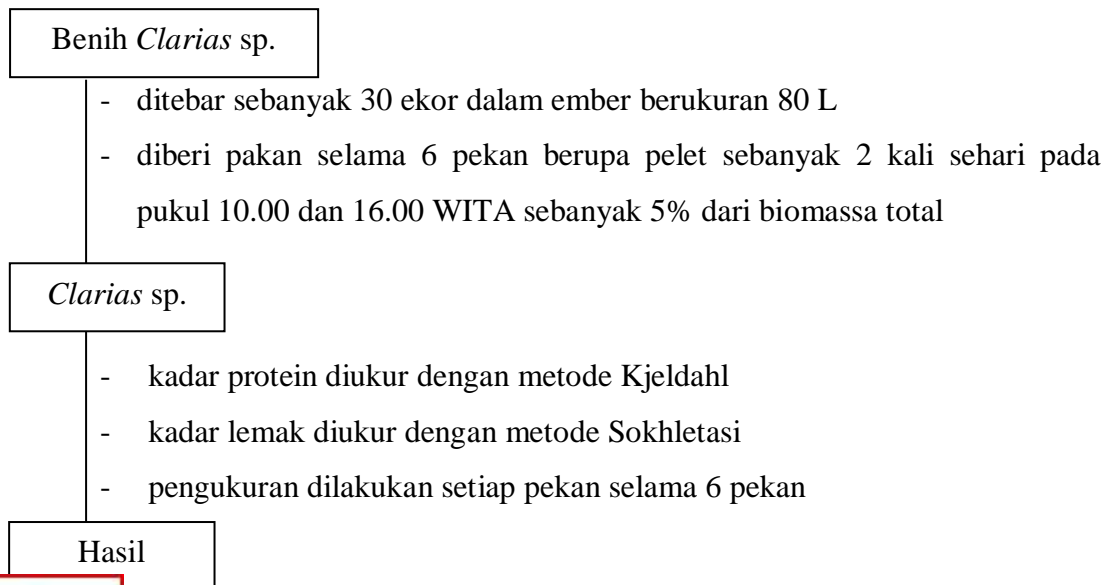 Benih Clarias sp.
- ditebar sebanyak 30 ekor dalam ember berukuran 80 L
- diberi pakan selama 6 pekan berupa pelet sebanyak 2 kali sehari pada
pukul 10.00 dan 16.00 WITA sebanyak 5% dari biomassa total
Clarias sp.
- kadar protein diukur dengan metode Kjeldahl
- kadar lemak diukur dengan metode Sokhletasi
- pengukuran dilakukan setiap pekan selama 6 pekan
Hasil